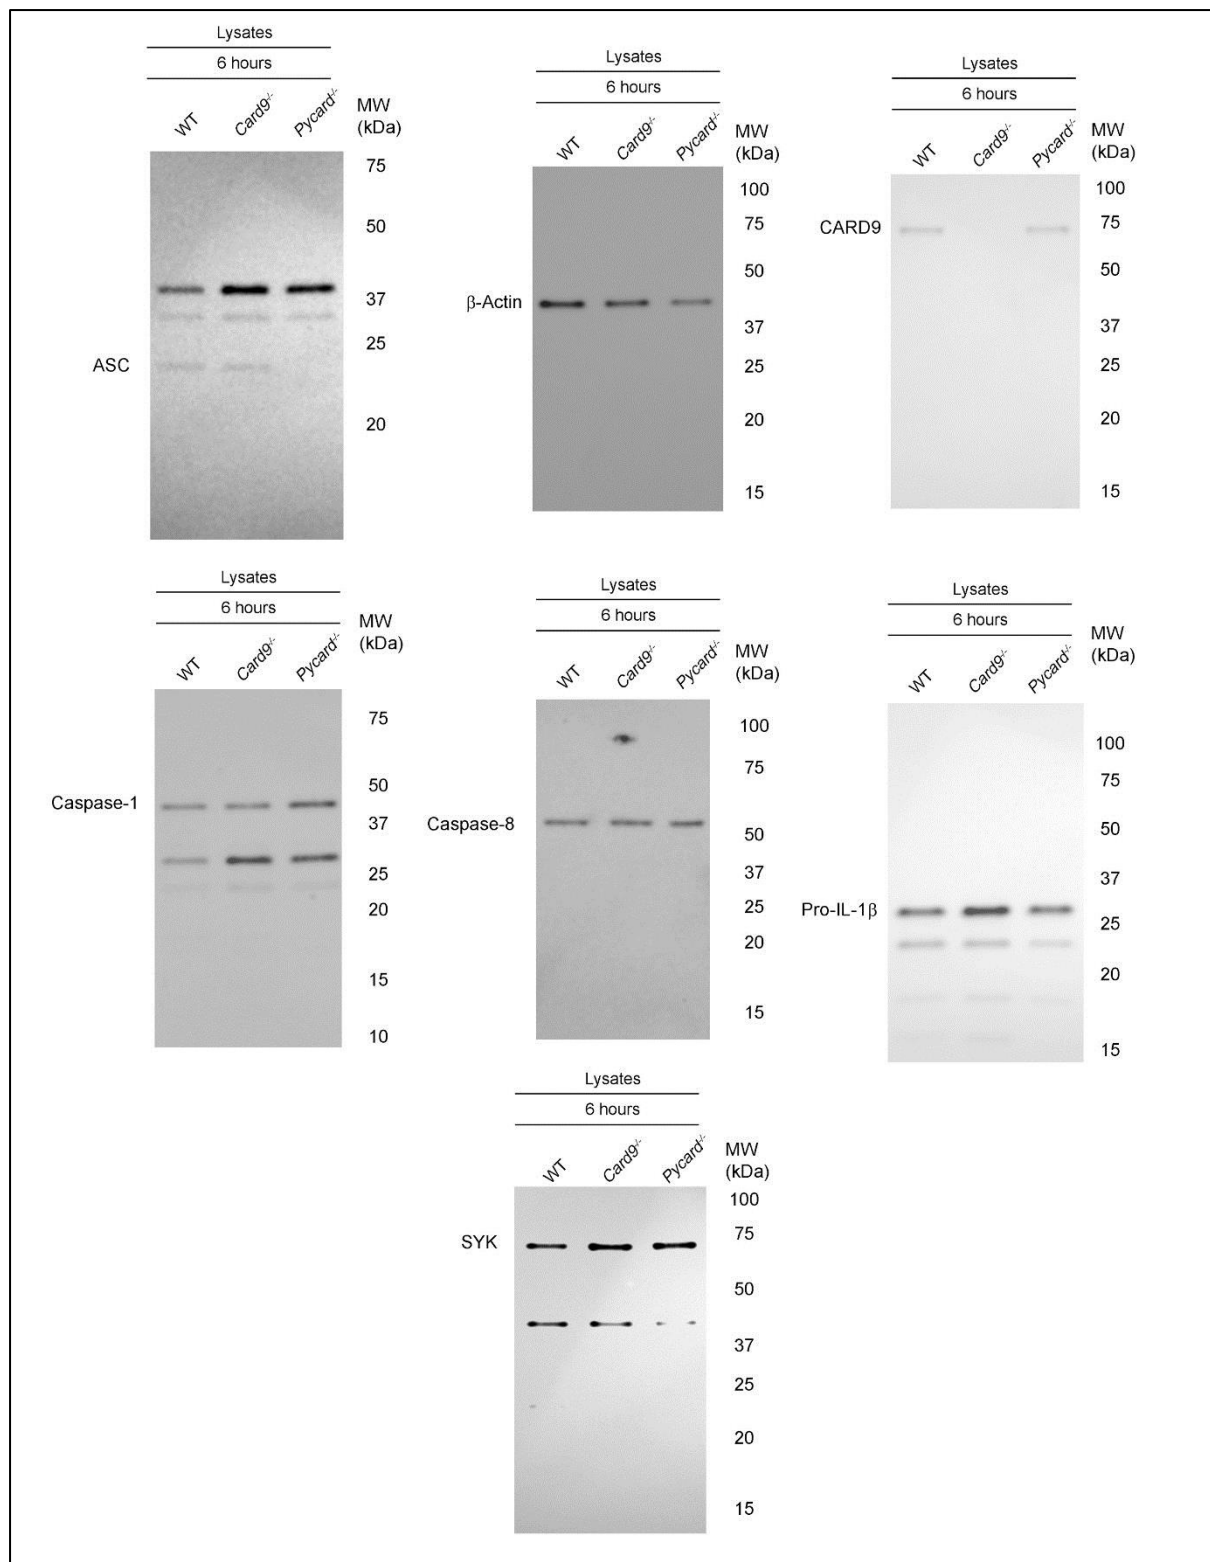 Lysates
6 hours
WT Card9-/- Pycard-/-
MW
(kDa)
75
50
37
25
20
ASC
Lysates
6 hours
WT Card9-/- Pycard-/-
MW
(kDa)
100
75
50
37
25
20
15
β-Actin
Lysates
6 hours
WT Card9-/- Pycard-/-
MW
(kDa)
100
75
50
37
25
20
15
CARD9
Lysates
6 hours
WT Card9-/- Pycard-/-
MW
(kDa)
75
50
37
25
20
15
10
Caspase-1
Lysates
6 hours
WT Card9-/- Pycard-/-
MW
(kDa)
100
75
50
37
25
20
15
Caspase-8
Lysates
6 hours
WT Card9-/- Pycard-/-
MW
(kDa)
100
75
50
37
25
20
15
Pro-IL-1β
Lysates
6 hours
WT Card9-/- Pycard-/-
MW
(kDa)
100
75
50
37
25
20
15
SYK